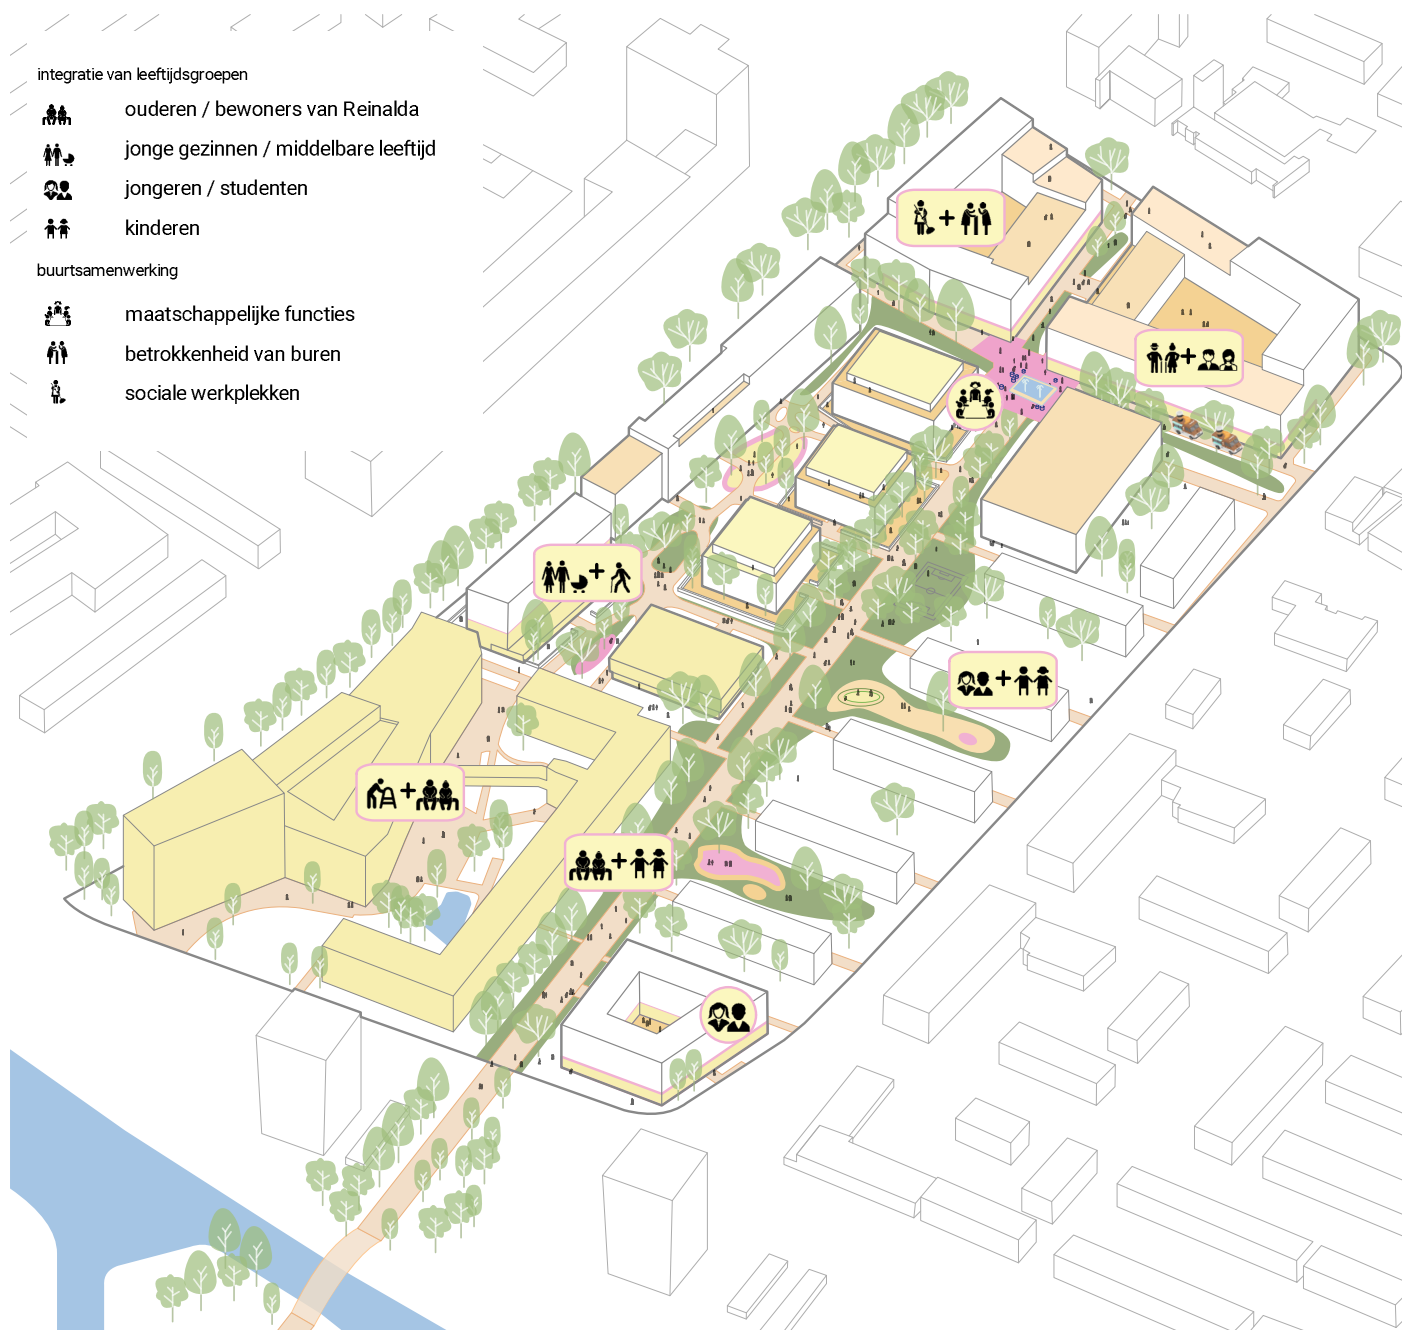 integratie van leeftijdsgroepen
ouderen / bewoners van Reinalda
jonge gezinnen / middelbare leeftijd
jongeren / studenten
kinderen
buurtsamenwerking
maatschappelijke functies
betrokkenheid van buren
sociale werkplekken